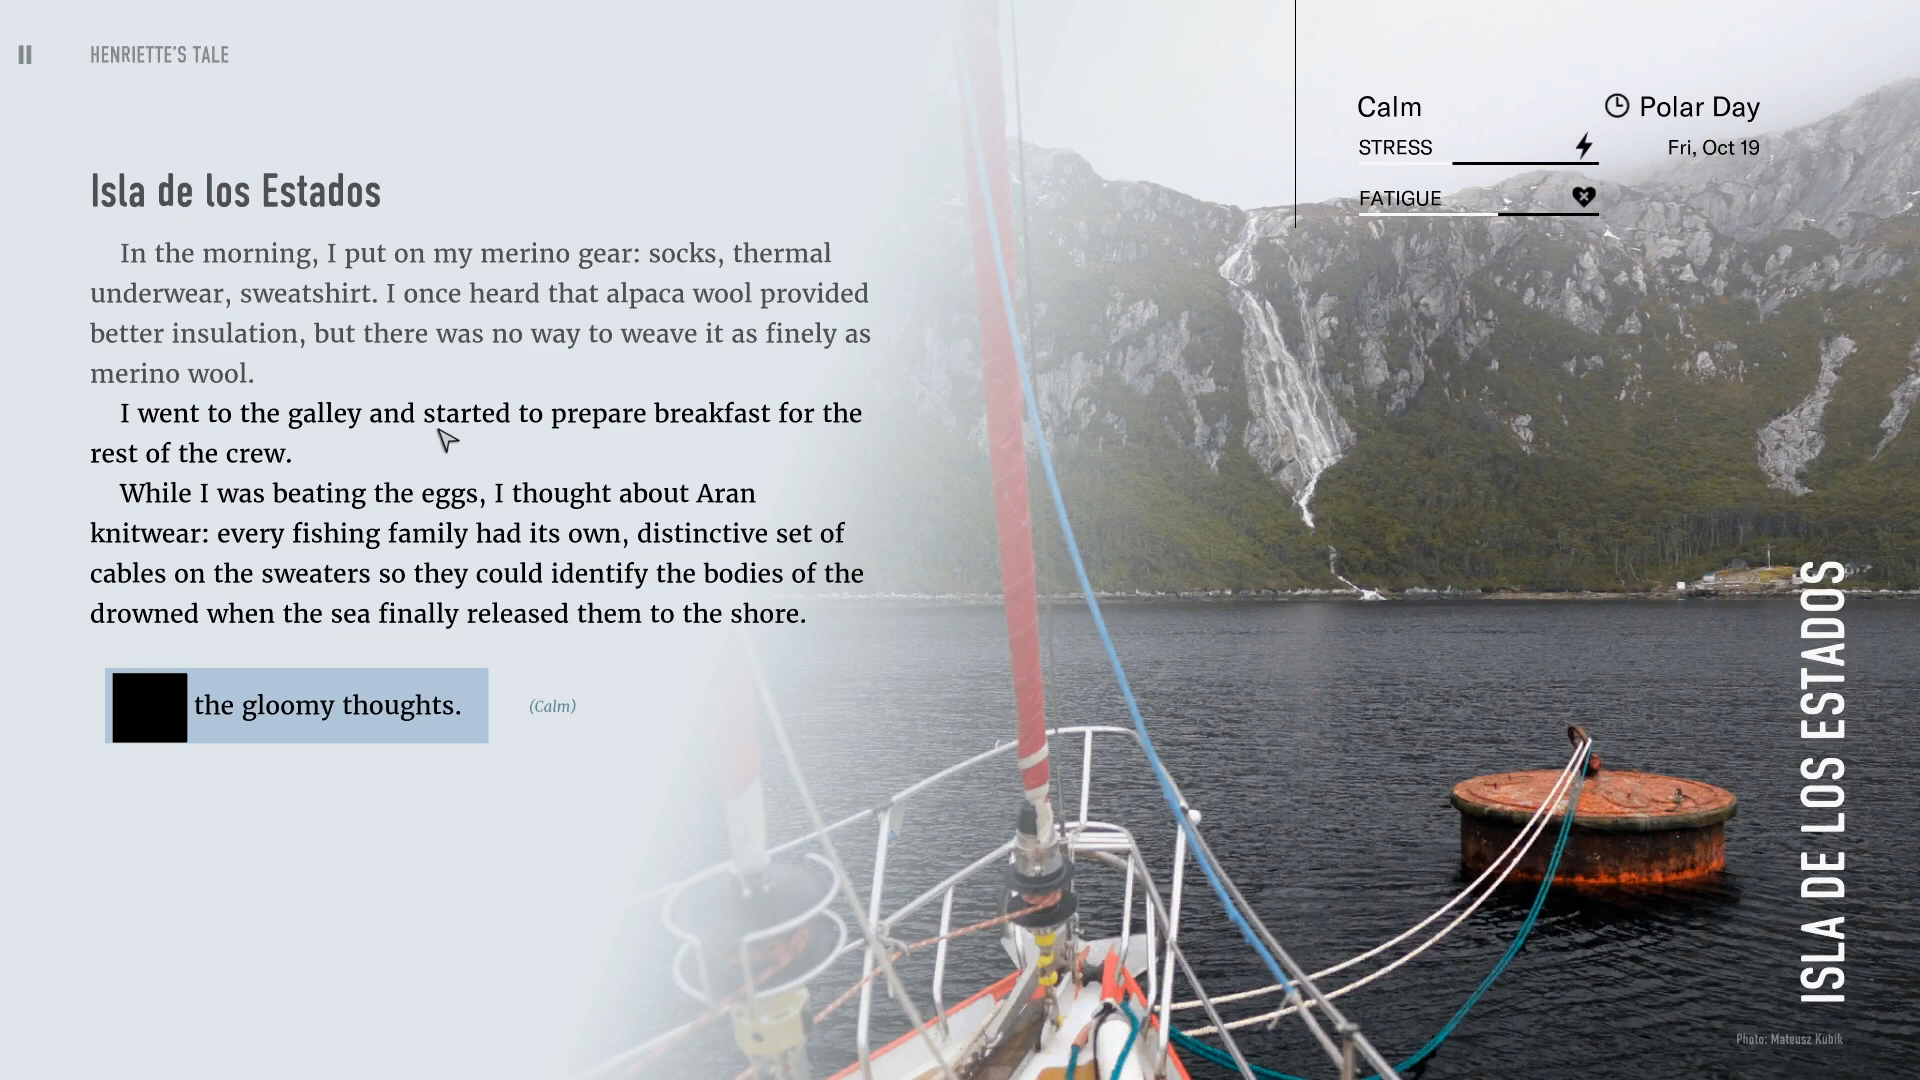 HENRIETTE'S TALE
Isla de los Estados
In the morning, I put on my merino gear: socks, thermal
underwear, sweatshirt. I once heard that alpaca wool provided
better insulation, but there was no way to weave it as finely as
merino wool.
I went to the galley and started to prepare breakfast for the
rest of the crew.
While I was beating the eggs, I thought about Aran
knitwear: every fishing family had its own, distinctive set of
cables on the sweaters so they could identify the bodies of the
drowned when the sea finally released them to the shore.
the gloomy thoughts.
(Calm)
Calm
Polar Day
STRESS
Fri, Oct 19
FATIGUE
ISLA DE LOS ESTADOS
Photo: Mateusz Kubik